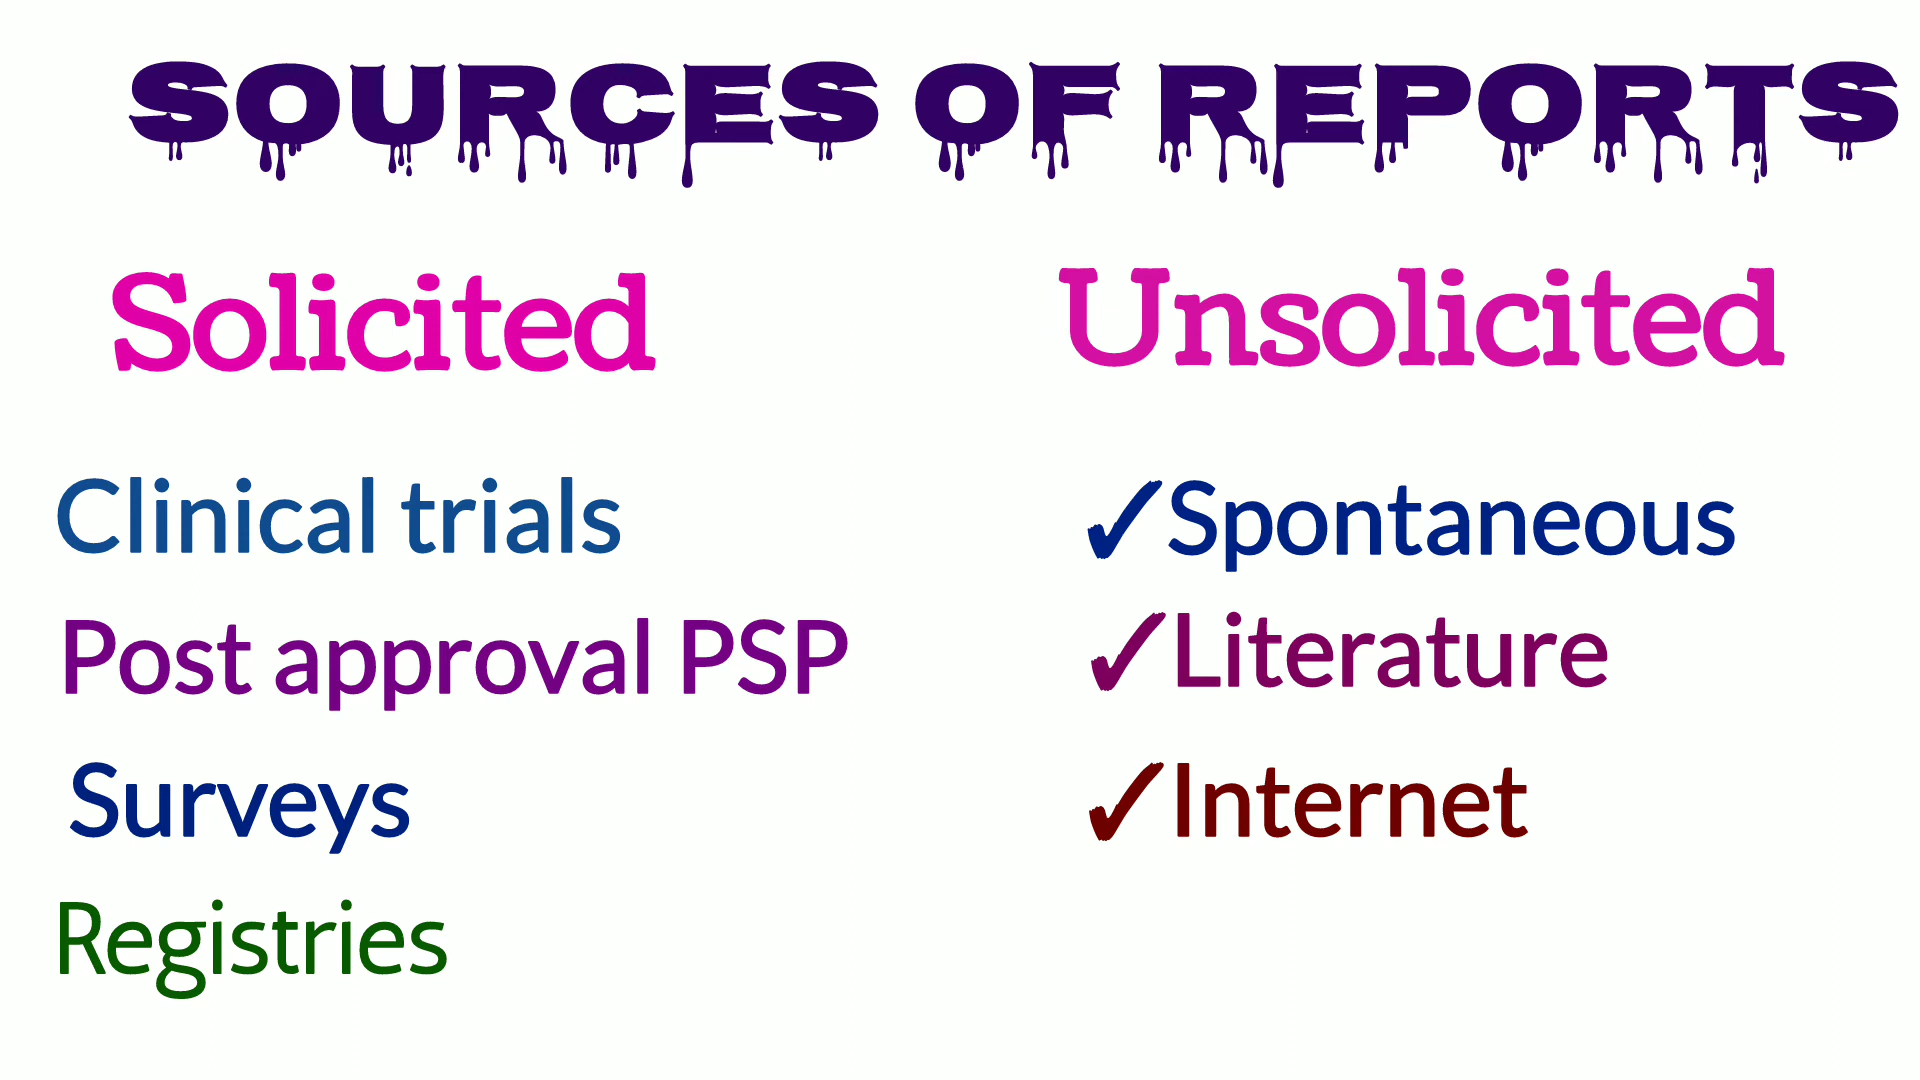 SOURCES OF REPORTS
Solicited
Clinical trials
Post approval PSP
Surveys
Registries
Unsolicited
✓Spontaneous
✓Literature
✓Internet